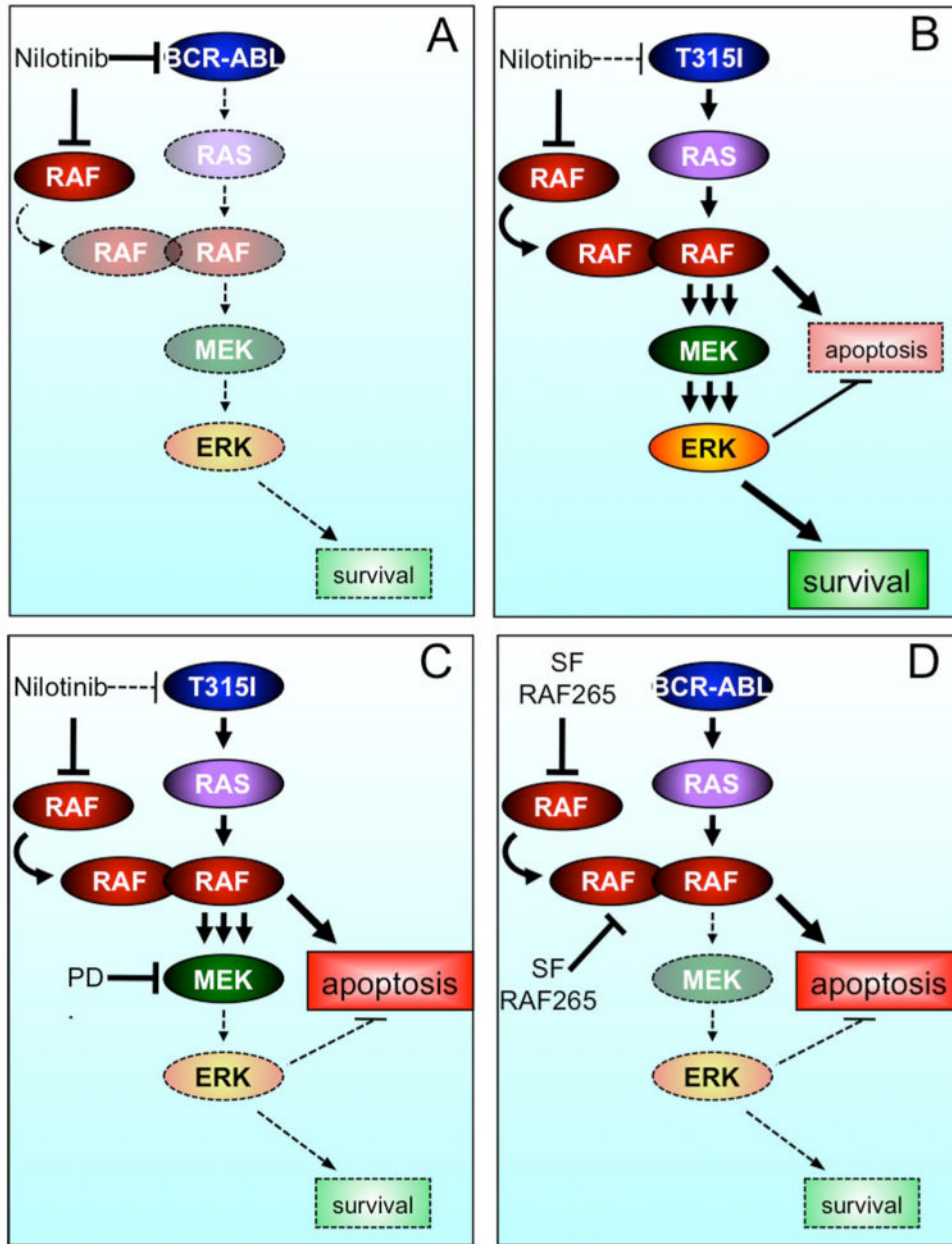 A
Nilotinib
BCR-ABL
RAS
RAF
RAF
RAF
MEK
ERK
survival
B
Nilotinib
T315I
RAS
RAF
RAF
RAF
MEK
apoptosis
ERK
survival
C
Nilotinib
T315I
RAS
RAF
RAF
RAF
PD
MEK
apoptosis
.
ERK
survival
D
SF
RAF265
BCR-ABL
RAS
RAF
RAF
RAF
SF
RAF265
MEK
apoptosis
ERK
survival